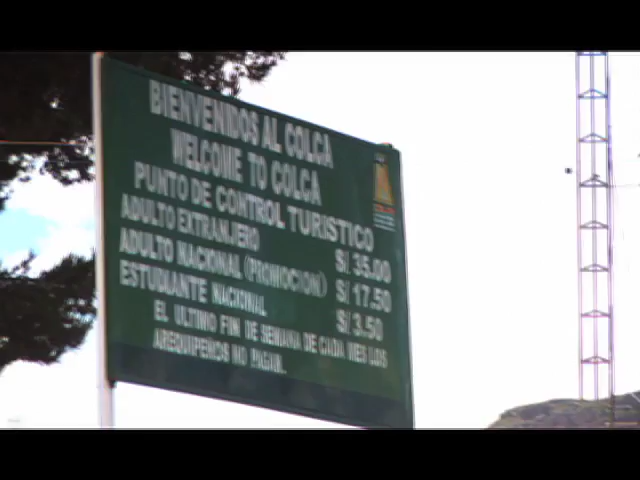 BIENVENIDOS AL COLCA
WELCOME TO COLCA
PUNTO DE CONTROL TURISTICO
ADULTO EXTRANJERO S/. 35.00
ADULTO NACIONAL (PROMOCION) S/. 17.50
ESTUDIANTE NACIONAL S/. 3.50
EL ULTIMO FIN DE SEMANA DE CADA MES LOS
AREQUIPEÑOS NO PAGAN.